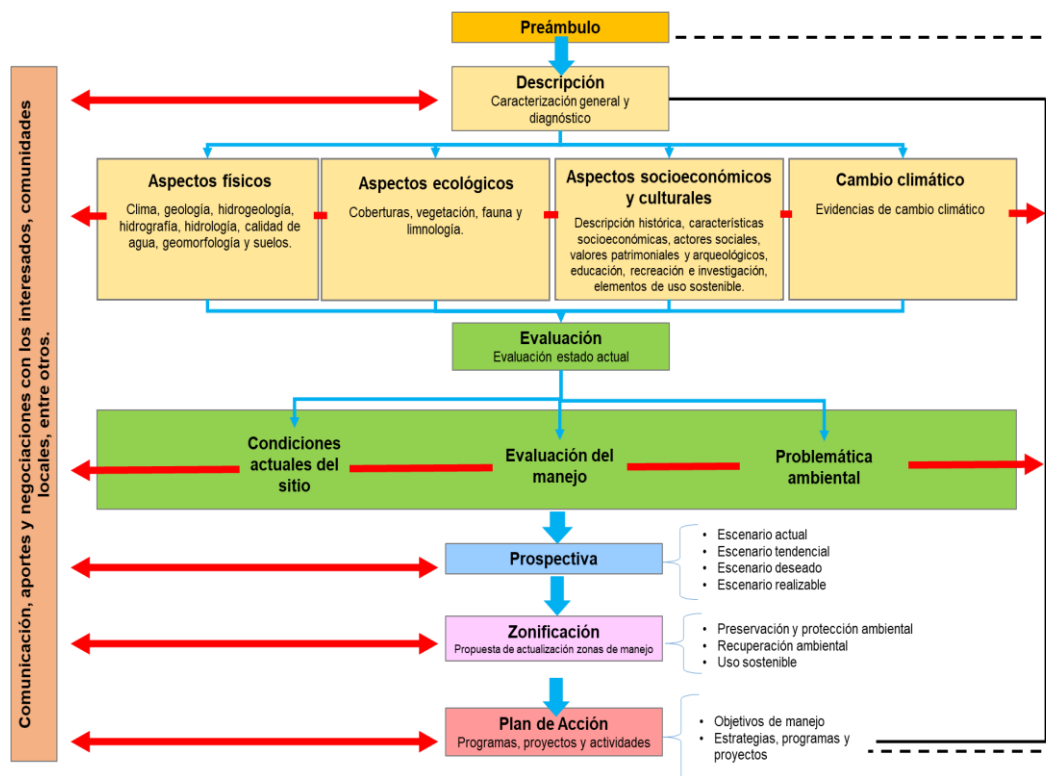 Preámbulo
Descripción
Caracterización general y
diagnóstico
Aspectos físicos
Clima, geología, hidrogeología,
hidrografía, hidrología, calidad de
agua, geomorfología y suelos.
Aspectos ecológicos
Coberturas, vegetación, fauna y
limnología.
Aspectos socioeconómicos
y culturales
Descripción histórica, características
socioeconómicas, actores sociales,
valores patrimoniales y arqueológicos,
educación, recreación e investigación,
elementos de uso sostenible.
Cambio climático
Evidencias de cambio climático
Evaluación
Evaluación estado actual
Condiciones
actuales del
sitio
Evaluación del
manejo
Problemática
ambiental
Prospectiva
• Escenario actual
• Escenario tendencial
• Escenario deseado
• Escenario realizable
Zonificación
Propuesta de actualización zonas de manejo
• Preservación y protección ambiental
• Recuperación ambiental
• Uso sostenible
Plan de Acción
Programas, proyectos y actividades
• Objetivos de manejo
• Estrategias, programas y
proyectos
Comunicación, aportes y negociaciones con los interesados, comunidades
locales, entre otros.